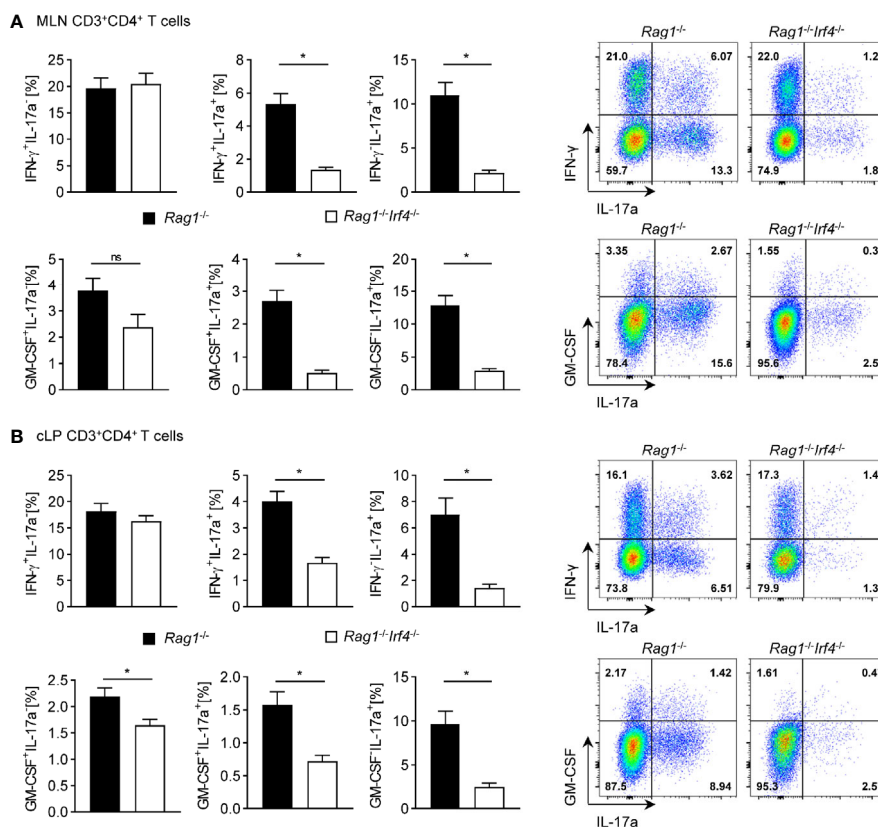 A MLN CD3⁺CD4⁺ T cells
IFN-γ⁺IL-17a⁻[%]
25
20
15
10
5
0
IFN-γ⁺IL-17a⁺ [%]
8
6
4
2
0
*
IFN-γ⁻IL-17a⁺ [%]
15
10
5
0
*
Rag1⁻/⁻ Rag1⁻/⁻Irf4⁻/⁻
21.0 6.07 22.0 1.2
59.7 13.3 74.9 1.8
IFN-γ
IL-17a
Rag1⁻/⁻ Rag1⁻/⁻Irf4⁻/⁻
GM-CSF⁺IL-17a⁻[%]
5
4
3
2
1
0
ns
GM-CSF⁺IL-17a⁺[%]
4
3
2
1
0
*
GM-CSF⁻IL-17a⁺[%]
20
15
10
5
0
*
Rag1⁻/⁻ Rag1⁻/⁻Irf4⁻/⁻
3.35 2.67 1.55 0.3
78.4 15.6 95.6 2.5
GM-CSF
IL-17a
B cLP CD3⁺CD4⁺ T cells
IFN-γ⁺IL-17a⁻[%]
25
20
15
10
5
0
IFN-γ⁺IL-17a⁺ [%]
5
4
3
2
1
0
*
IFN-γ⁻IL-17a⁺ [%]
10
8
6
4
2
0
*
Rag1⁻/⁻ Rag1⁻/⁻Irf4⁻/⁻
16.1 3.62 17.3 1.4
73.8 6.51 79.9 1.3
IFN-γ
IL-17a
Rag1⁻/⁻ Rag1⁻/⁻Irf4⁻/⁻
GM-CSF⁺IL-17a⁻[%]
2.5
2.0
1.5
1.0
0.5
0.0
*
GM-CSF⁺IL-17a⁺[%]
2.0
1.5
1.0
0.5
0.0
*
GM-CSF⁻IL-17a⁺[%]
15
10
5
0
*
Rag1⁻/⁻ Rag1⁻/⁻Irf4⁻/⁻
2.17 1.42 1.61 0.4
87.5 8.94 95.3 2.5
GM-CSF
IL-17a